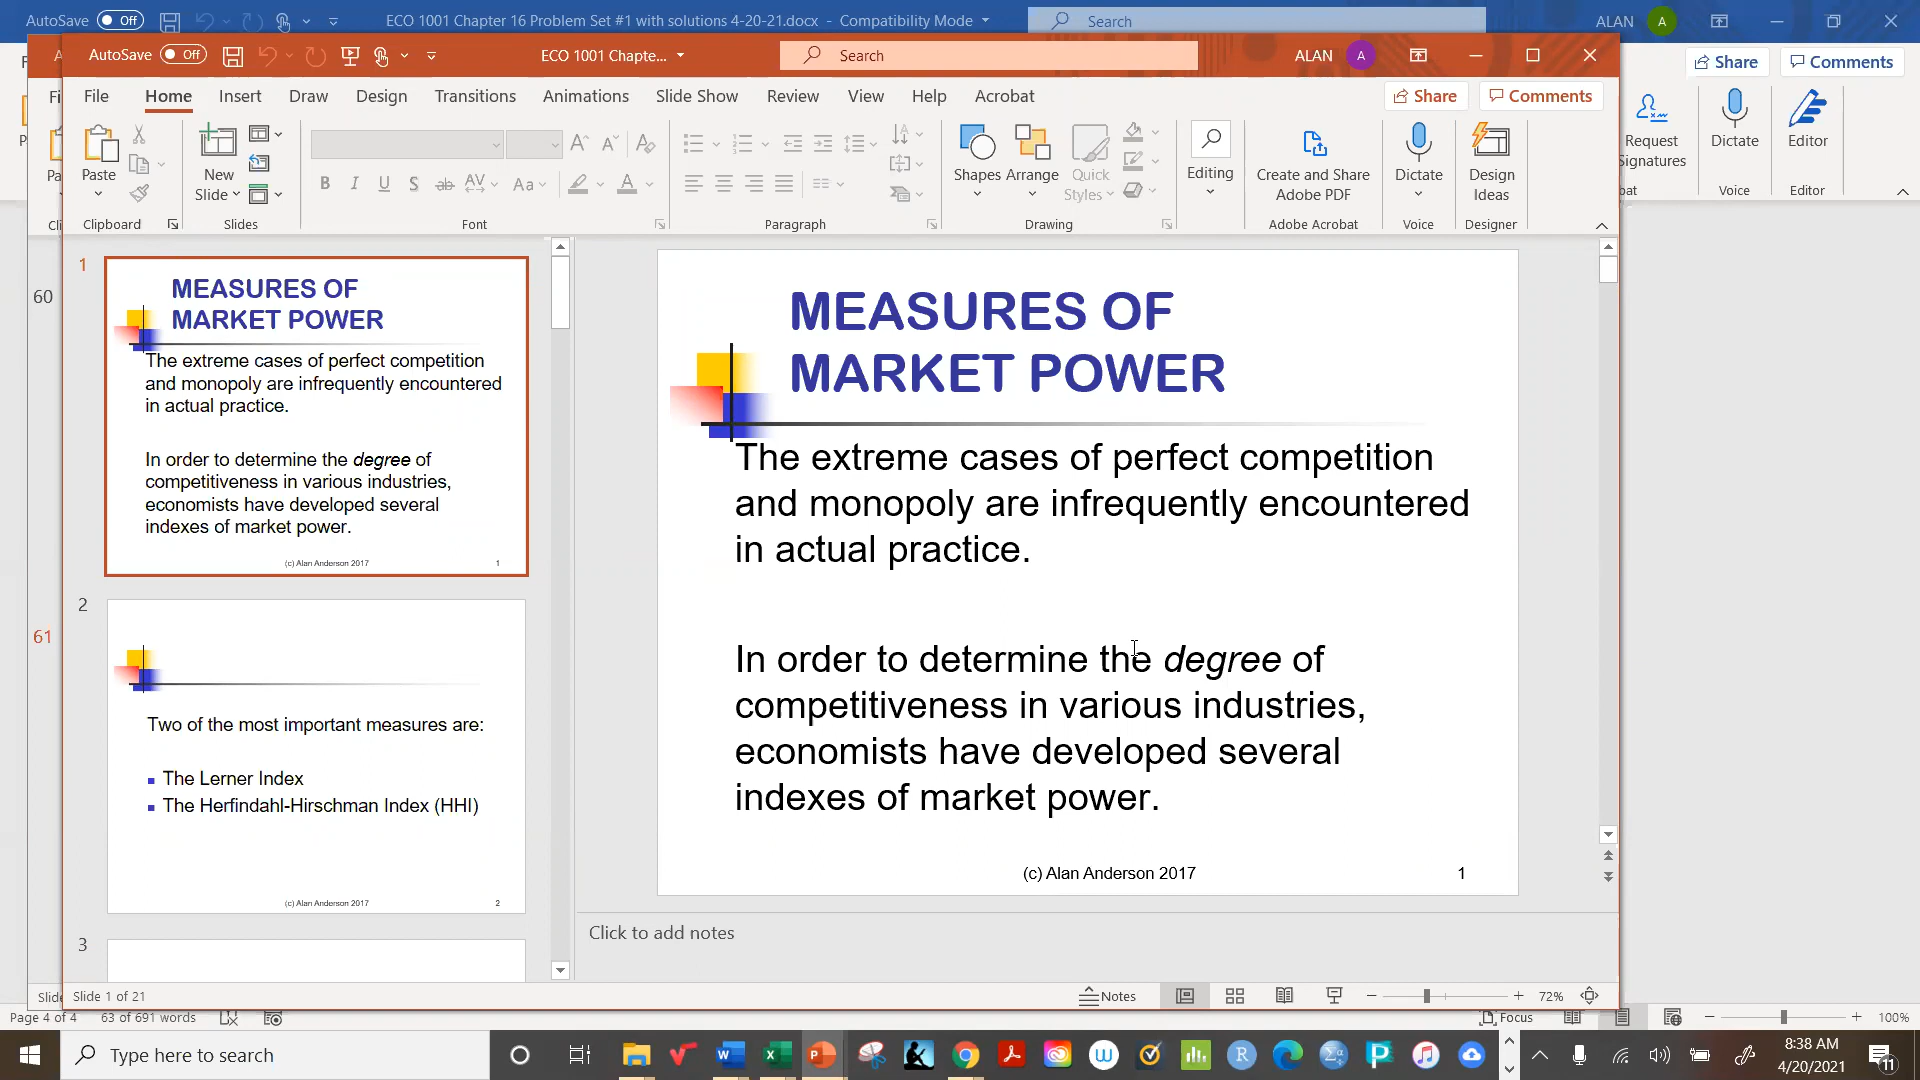 AutoSave Off
ECO 1001 Chapter 16 Problem Set #1 with solutions 4-20-21.docx - Compatibility Mode
Search
ALAN A
Share
Comments
Request
Signatures
Dictate
Editor
Voice
Editor
AutoSave Off
ECO 1001 Chapte...
Search
ALAN A
File Home Insert Draw Design Transitions Animations Slide Show Review View Help Acrobat
Share
Comments
Paste
New
Slide
Shapes Arrange Quick
Styles
Editing
Create and Share
Adobe PDF
Dictate
Design
Ideas
Clipboard
Slides
Font
Paragraph
Drawing
Adobe Acrobat
Voice
Designer
60
61
1
MEASURES OF
MARKET POWER
The extreme cases of perfect competition
and monopoly are infrequently encountered
in actual practice.
In order to determine the degree of
competitiveness in various industries,
economists have developed several
indexes of market power.
(c) Alan Anderson 2017 1
2
Two of the most important measures are:
The Lerner Index
The Herfindahl-Hirschman Index (HHI)
(c) Alan Anderson 2017 2
3
MEASURES OF
MARKET POWER
The extreme cases of perfect competition
and monopoly are infrequently encountered
in actual practice.
In order to determine the degree of
competitiveness in various industries,
economists have developed several
indexes of market power.
(c) Alan Anderson 2017 1
Click to add notes
Slide 1 of 21
Notes
72%
Page 4 of 4 63 of 691 words
Focus
100%
Type here to search
8:38 AM
4/20/2021
11